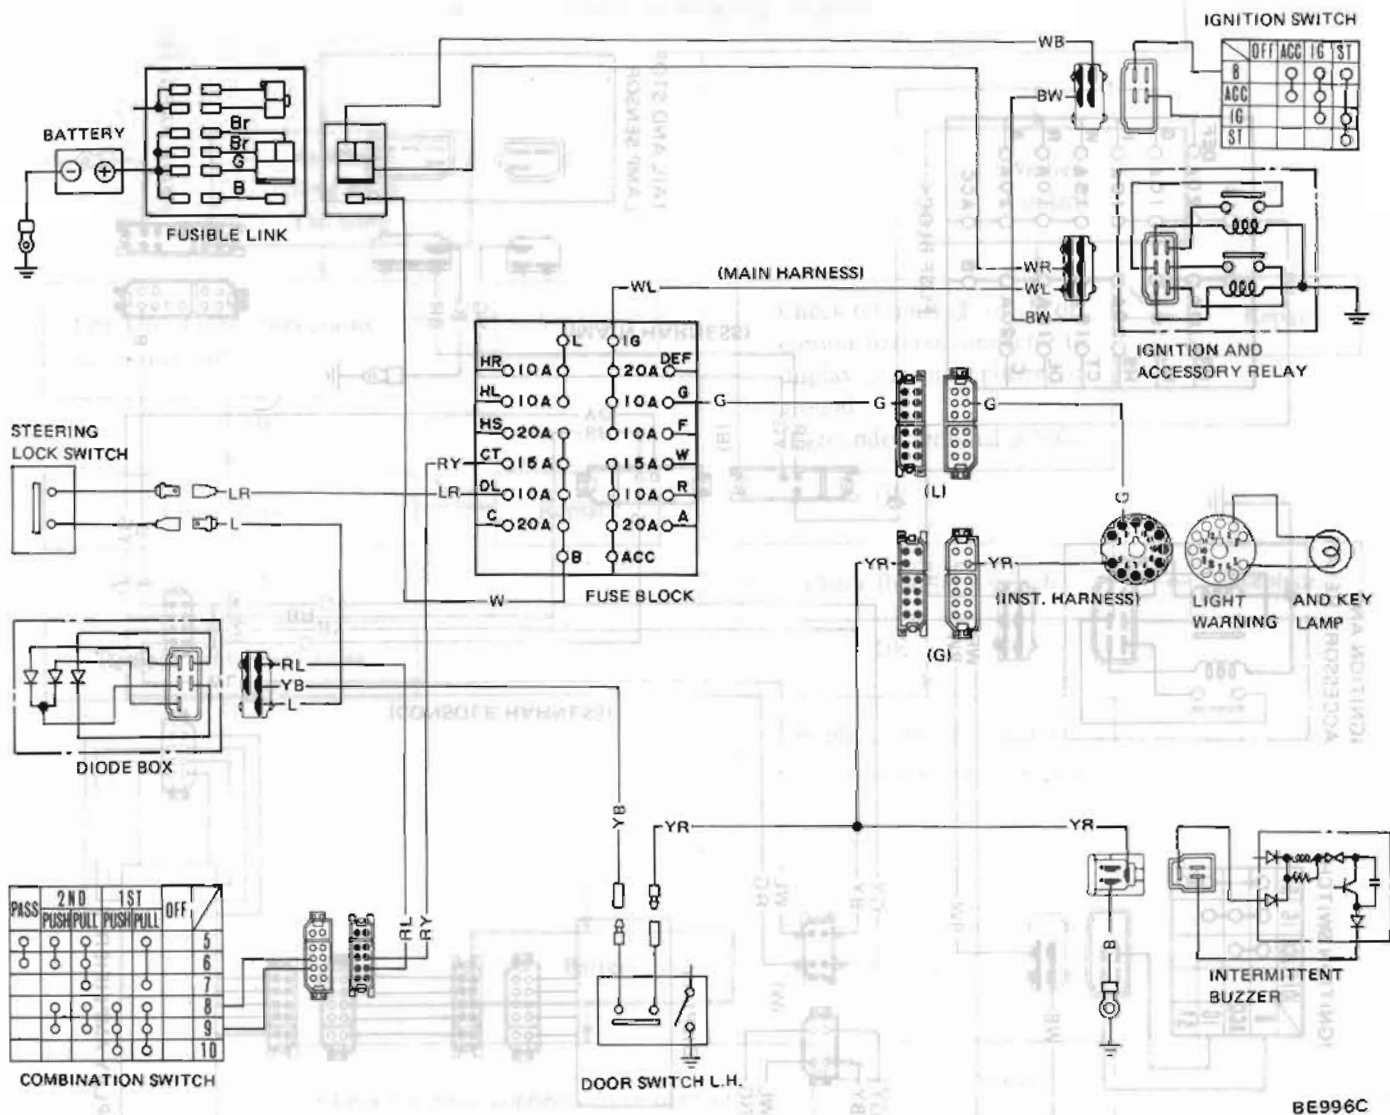 IGNITION SWITCH
OFF ACC IG ST
B
ACC
IG
ST
WB
BW
BATTERY
Br
Br
G
B
FUSIBLE LINK
(MAIN HARNESS)
WR
WL
BW
WL
IGNITION AND
ACCESSORY RELAY
L IG
HR 10A 20A DEF
HL 10A 10A G
HS 20A 10A F
CT 15A 15A W
DL 10A 10A R
C 20A 20A A
B ACC
FUSE BLOCK
G
G
G
G
(L)
STEERING
LOCK SWITCH
LR
L
RY
LR
W
YR
YR
(INST. HARNESS)
(G)
LIGHT
WARNING
AND KEY
LAMP
RL
YB
L
DIODE BOX
YB
YR
YR
RL
RY
B
PASS 2ND 1ST OFF
PUSH PULL PUSH PULL
5
6
7
8
9
10
COMBINATION SWITCH
DOOR SWITCH L.H.
INTERMITTENT
BUZZER
BE996C